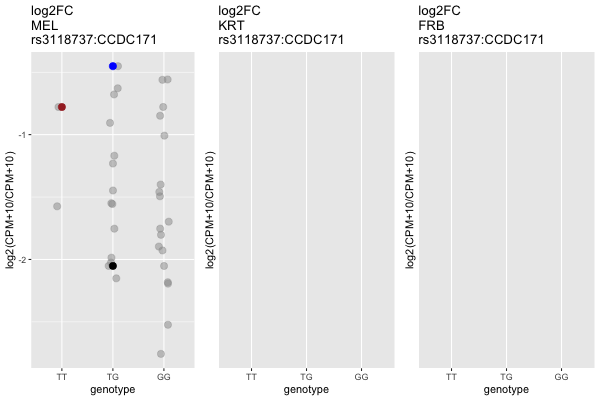 log2FC
MEL
rs3118737:CCDC171
log2(CPM+10/CPM+10)
-1
-2
TT TG GG
genotype
log2FC
KRT
rs3118737:CCDC171
log2(CPM+10/CPM+10)
TT TG GG
genotype
log2FC
FRB
rs3118737:CCDC171
log2(CPM+10/CPM+10)
TT TG GG
genotype